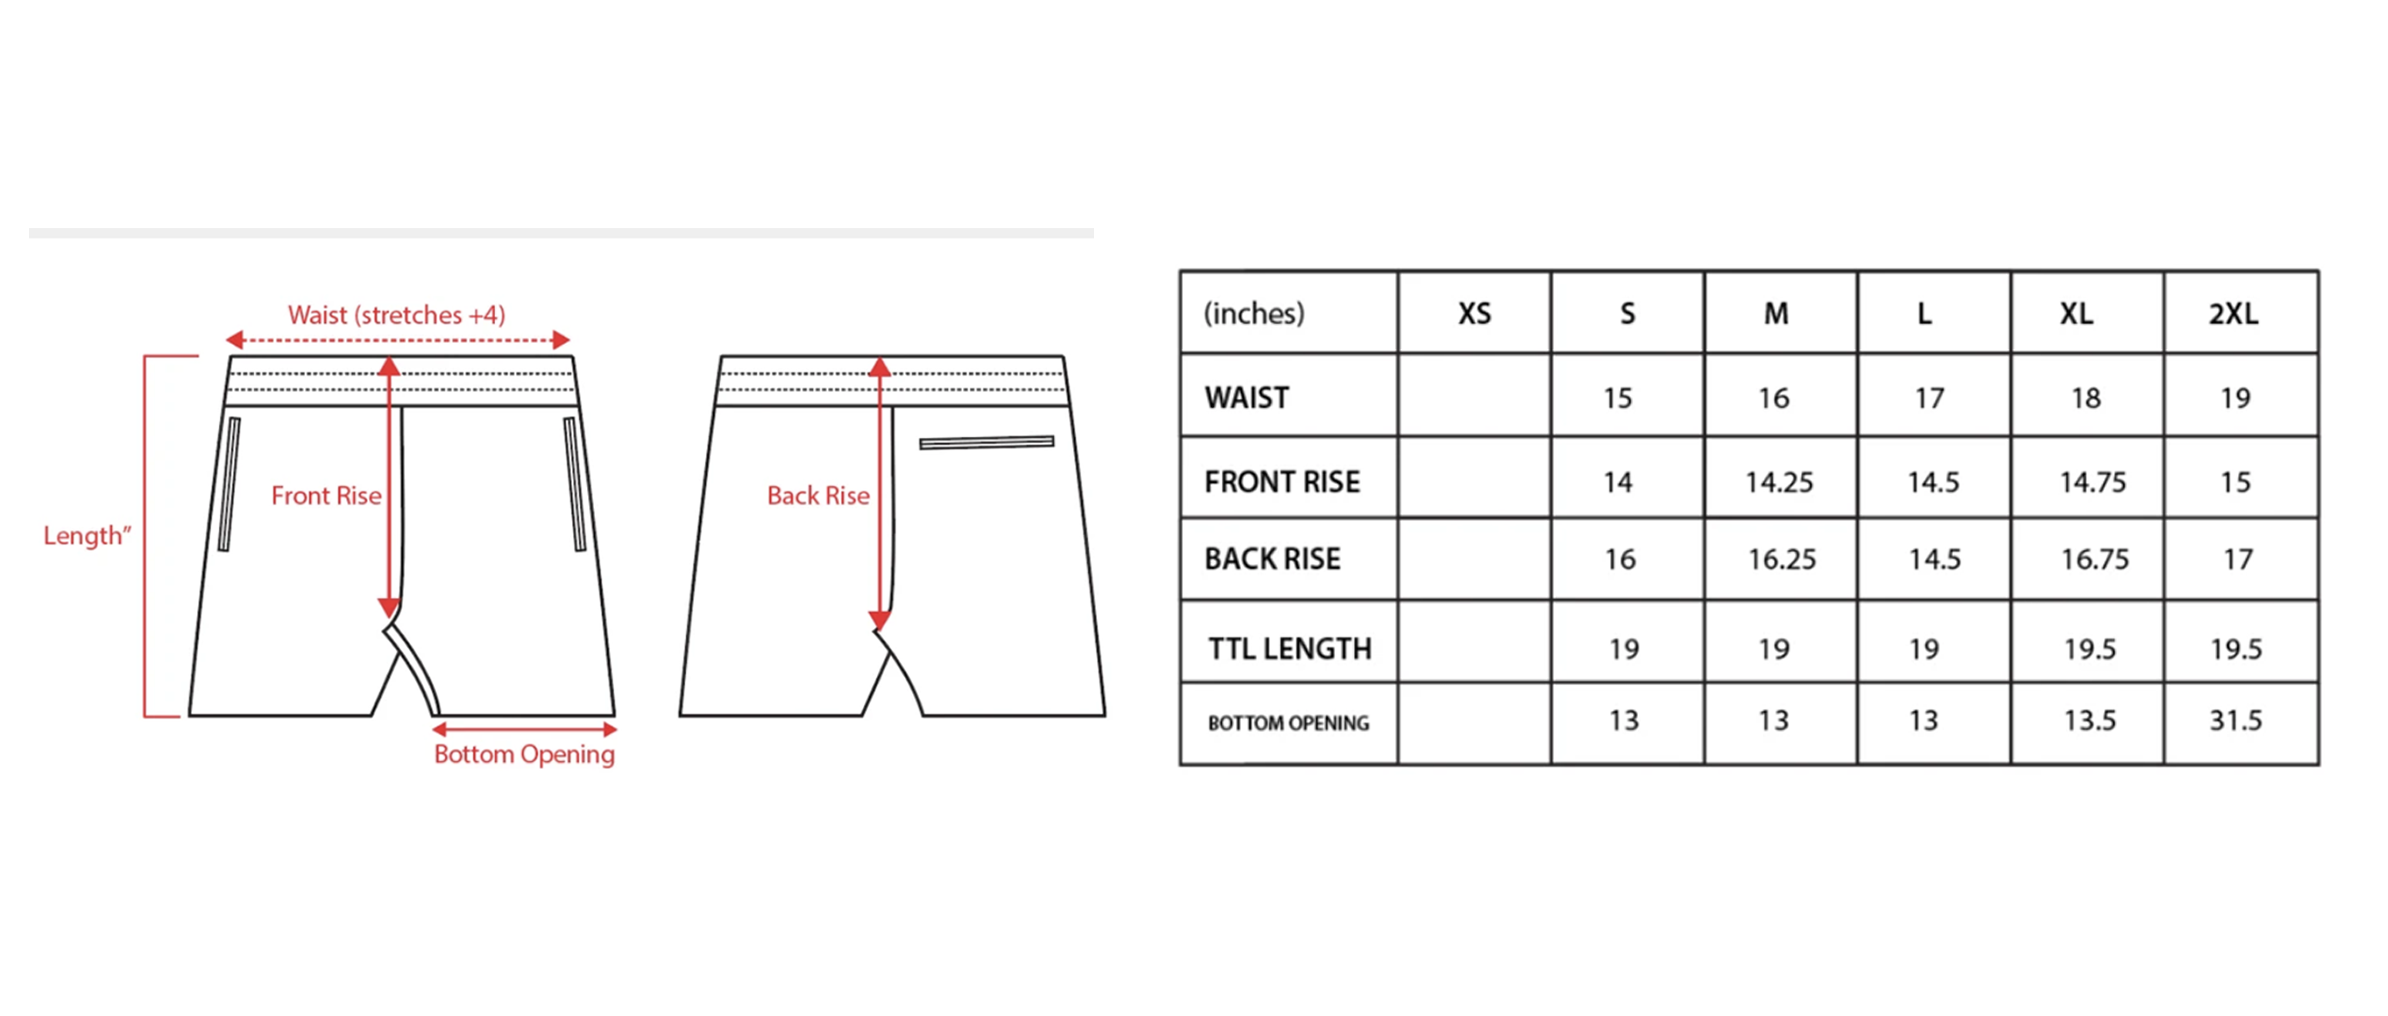 Waist (stretches +4)
Front Rise
Length”
Bottom Opening
Back Rise
(inches) XS S M L XL 2XL
WAIST 15 16 17 18 19
FRONT RISE 14 14.25 14.5 14.75 15
BACK RISE 16 16.25 14.5 16.75 17
TTL LENGTH 19 19 19 19.5 19.5
BOTTOM OPENING 13 13 13 13.5 31.5